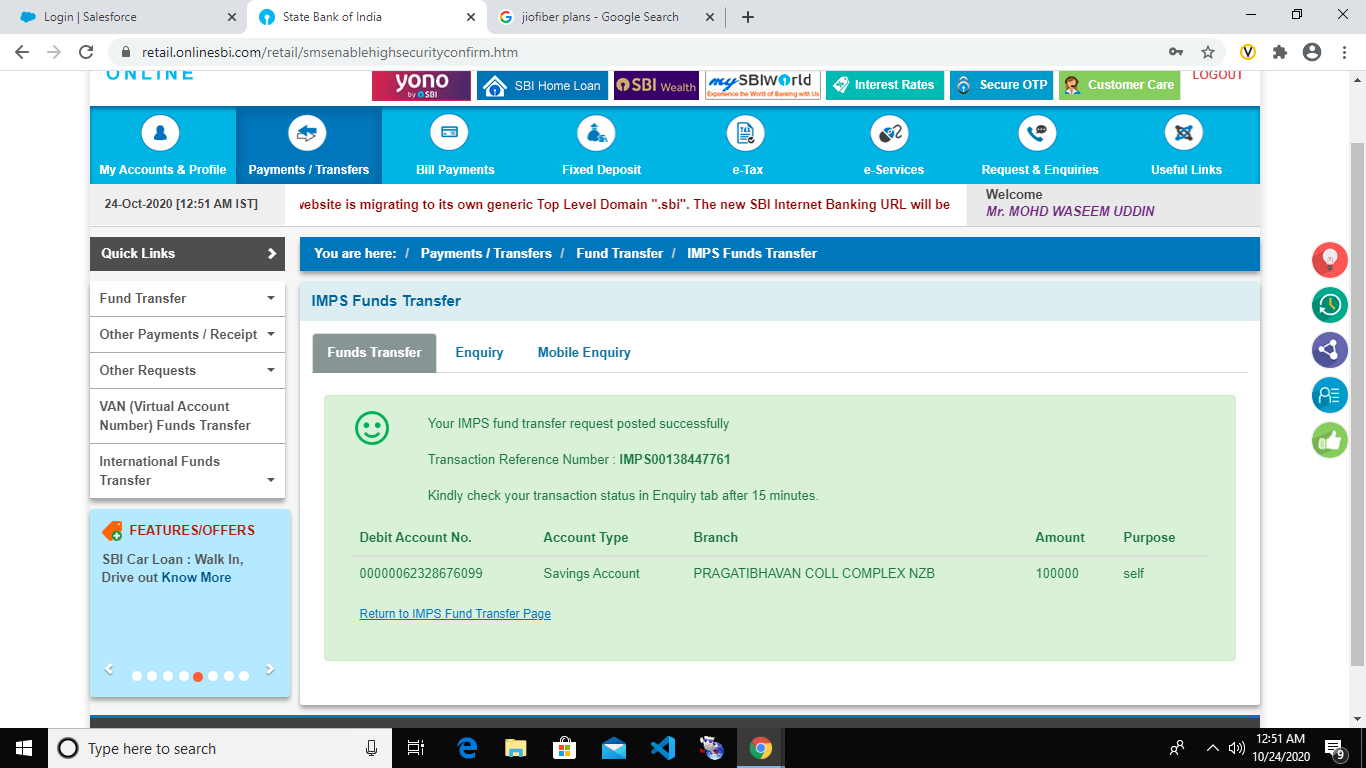 Login | Salesforce
State Bank of India
jiofiber plans - Google Search
retail.onlinesbi.com/retail/smsenablehighsecurityconfirm.htm
ONLINE
yono
by SBI
SBI Home Loan
SBI Wealth
my SBIWorld
Experience the World of Banking with Us
Interest Rates
Secure OTP
Customer Care
LOGOUT
My Accounts & Profile
Payments / Transfers
Bill Payments
Fixed Deposit
TAX
e-Tax
e-Services
Request & Enquiries
Useful Links
24-Oct-2020 [12:51 AM IST]
website is migrating to its own generic Top Level Domain ".sbi". The new SBI Internet Banking URL will be
Welcome
Mr. MOHD WASEEM UDDIN
Quick Links
You are here: / Payments / Transfers / Fund Transfer / IMPS Funds Transfer
Fund Transfer
Other Payments / Receipt
Other Requests
VAN (Virtual Account
Number) Funds Transfer
International Funds
Transfer
FEATURES/OFFERS
SBI Car Loan : Walk In,
Drive out Know More
IMPS Funds Transfer
Funds Transfer
Enquiry
Mobile Enquiry
Your IMPS fund transfer request posted successfully
Transaction Reference Number : IMPS00138447761
Kindly check your transaction status in Enquiry tab after 15 minutes.
Debit Account No. Account Type Branch Amount Purpose
00000062328676099 Savings Account PRAGATIBHAVAN COLL COMPLEX NZB 100000 self
Return to IMPS Fund Transfer Page
Type here to search
12:51 AM
10/24/2020
9